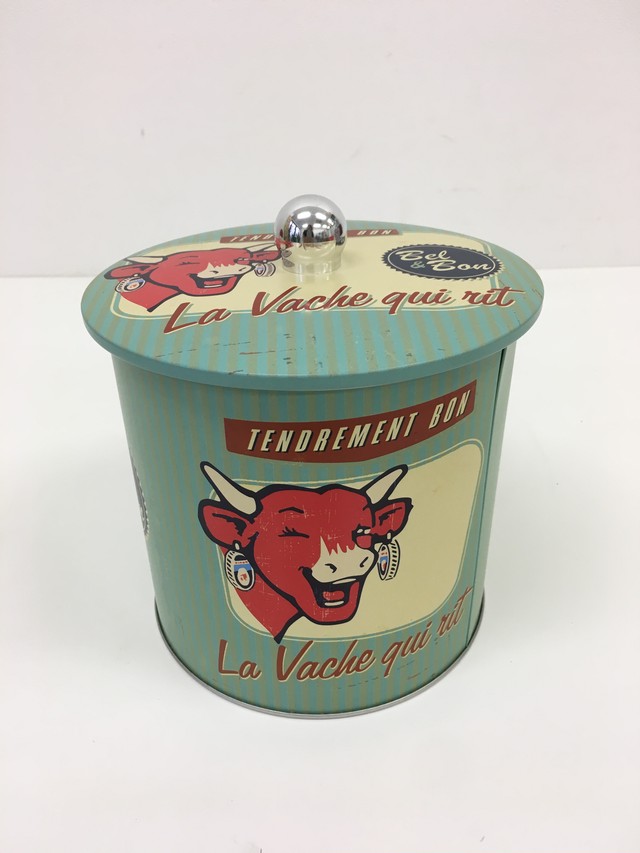 TENDREMENT BON
Bel
& Bon
La Vache qui rit
TENDREMENT BON
La Vache qui rit